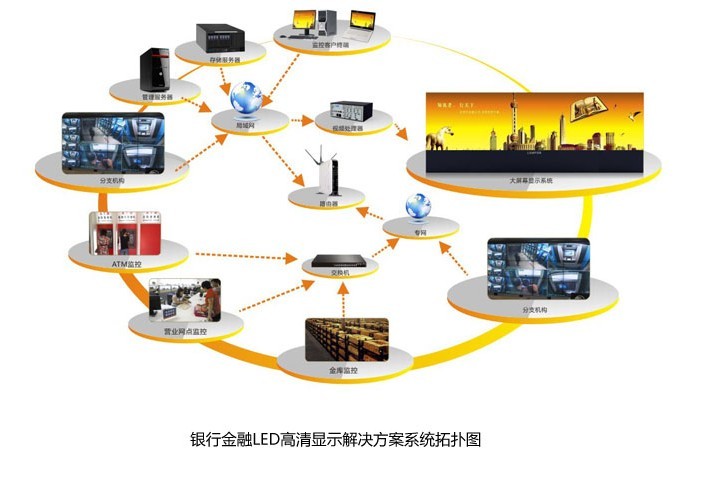 监控客户终端
存储服务器
管理服务器
局域网
视频处理器
大屏幕显示系统
分支机构
路由器
专网
ATM监控
交换机
分支机构
营业网点监控
金库监控
银行金融LED高清显示解决方案系统拓扑图